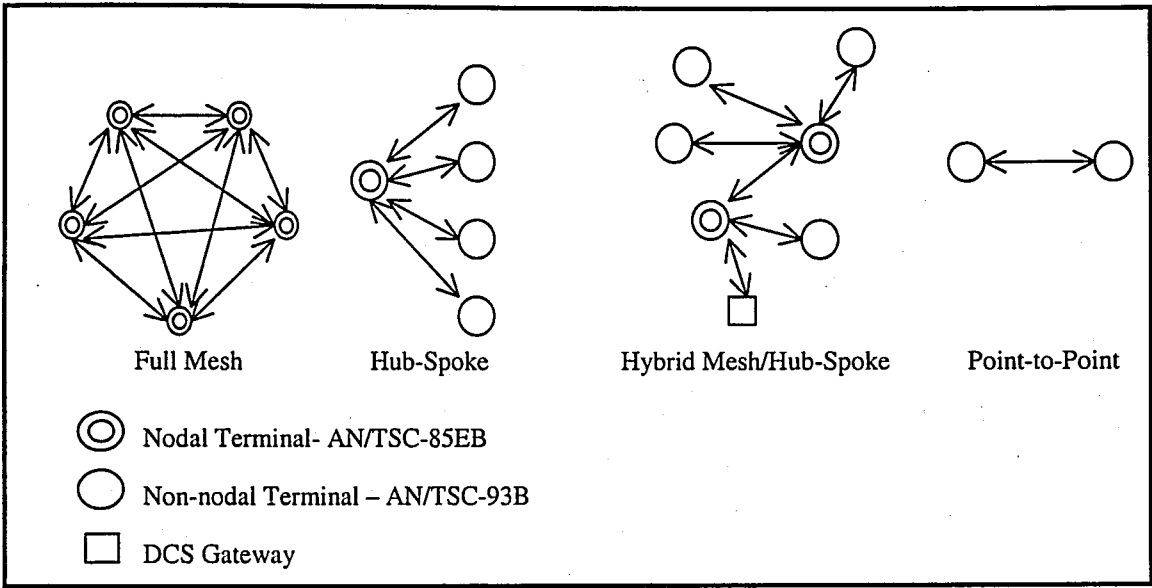 Full Mesh
Hub-Spoke
Hybrid Mesh/Hub-Spoke
Point-to-Point
Nodal Terminal- AN/TSC-85EB
Non-nodal Terminal – AN/TSC-93B
DCS Gateway